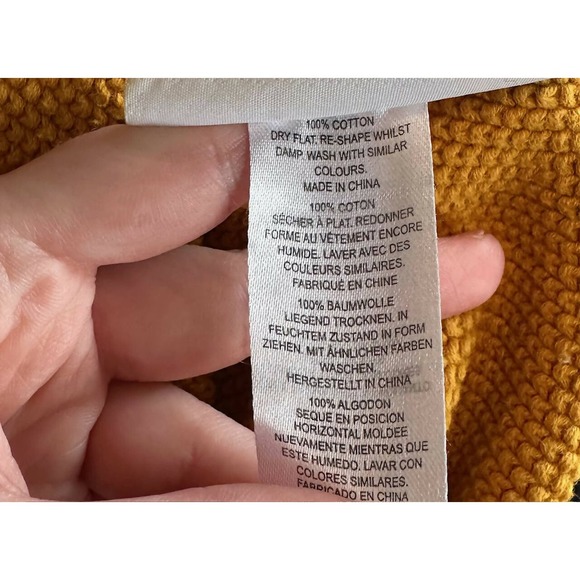 100% COTTON
DRY FLAT. RE-SHAPE WHILST
DAMP. WASH WITH SIMILAR
COLOURS.
MADE IN CHINA
100% COTON
SÉCHER À PLAT. REDONNER
FORME AU VÊTEMENT ENCORE
HUMIDE. LAVER AVEC DES
COULEURS SIMILAIRES.
FABRIQUÉ EN CHINE
100% BAUMWOLLE
LIEGEND TROCKNEN. IN
FEUCHTEM ZUSTAND IN FORM
ZIEHEN. MIT ÄHNLICHEN FARBEN
WASCHEN.
HERGESTELLT IN CHINA
100% ALGODON
SEQUE EN POSICION
HORIZONTAL MOLDEE
NUEVAMENTE MIENTRAS QUE
ESTE HUMEDO. LAVAR CON
COLORES SIMILARES.
FABRICADO EN CHINA